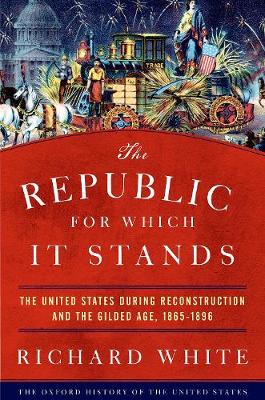 TRADE
The
REPUBLIC
FOR WHICH
IT STANDS
THE UNITED STATES DURING RECONSTRUCTION
AND THE GILDED AGE, 1865-1896
RICHARD WHITE
THE OXFORD HISTORY OF THE UNITED STATES